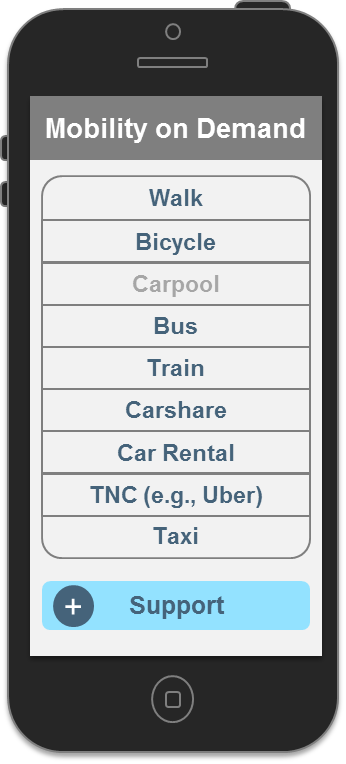 Mobility on Demand
Walk
Bicycle
Carpool
Bus
Train
Carshare
Car Rental
TNC (e.g., Uber)
Taxi
+ Support